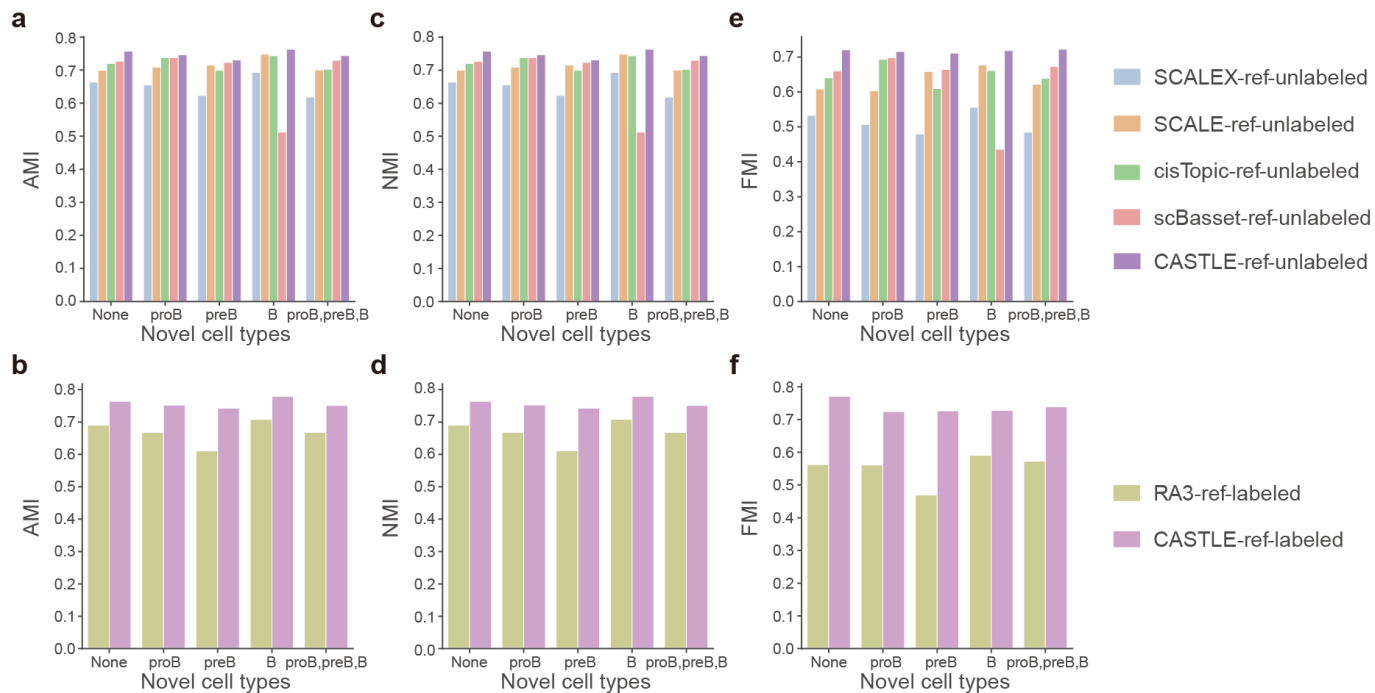 a
0.8
0.7
0.6
0.5
0.4
0.3
0.2
0.1
0.0
AMI
None proB preB B proB,preB,B
Novel cell types
c
0.8
0.7
0.6
0.5
0.4
0.3
0.2
0.1
0.0
NMI
None proB preB B proB,preB,B
Novel cell types
e
0.7
0.6
0.5
0.4
0.3
0.2
0.1
0.0
FMI
None proB preB B proB,preB,B
Novel cell types
SCALEX-ref-unlabeled
SCALE-ref-unlabeled
cisTopic-ref-unlabeled
scBasset-ref-unlabeled
CASTLE-ref-unlabeled
b
0.8
0.7
0.6
0.5
0.4
0.3
0.2
0.1
0.0
AMI
None proB preB B proB,preB,B
Novel cell types
d
0.8
0.7
0.6
0.5
0.4
0.3
0.2
0.1
0.0
NMI
None proB preB B proB,preB,B
Novel cell types
f
0.8
0.7
0.6
0.5
0.4
0.3
0.2
0.1
0.0
FMI
None proB preB B proB,preB,B
Novel cell types
RA3-ref-labeled
CASTLE-ref-labeled